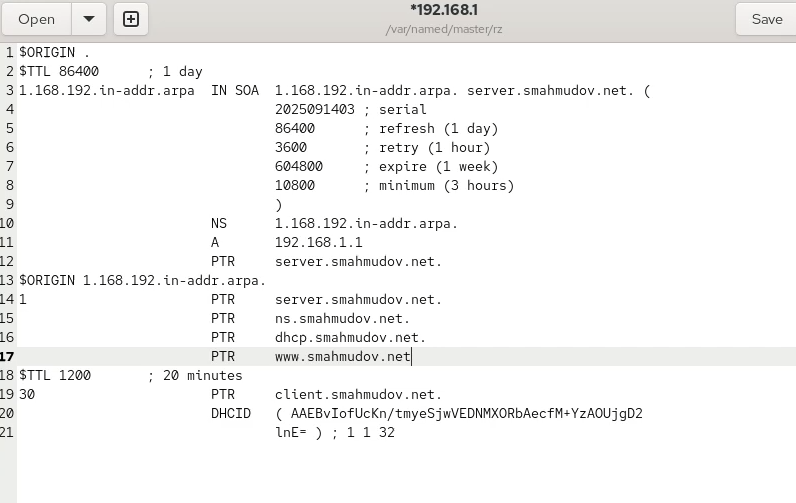 Open
*192.168.1
/var/named/master/rz
Save
1 $ORIGIN .
2 $TTL 86400      ; 1 day
3 1.168.192.in-addr.arpa  IN SOA  1.168.192.in-addr.arpa. server.smahmudov.net. (
4                                 2025091403 ; serial
5                                 86400      ; refresh (1 day)
6                                 3600       ; retry (1 hour)
7                                 604800     ; expire (1 week)
8                                 10800      ; minimum (3 hours)
9                                 )
10                         NS      1.168.192.in-addr.arpa.
11                         A       192.168.1.1
12                         PTR     server.smahmudov.net.
13 $ORIGIN 1.168.192.in-addr.arpa.
14 1                       PTR     server.smahmudov.net.
15                         PTR     ns.smahmudov.net.
16                         PTR     dhcp.smahmudov.net.
17                         PTR     www.smahmudov.net
18 $TTL 1200       ; 20 minutes
19 30                      PTR     client.smahmudov.net.
20                         DHCID   ( AAEBvIofUcKn/tmyeSjwVEDNMXORbAecfM+YzAOUjgD2
21                                 lnE= ) ; 1 1 32